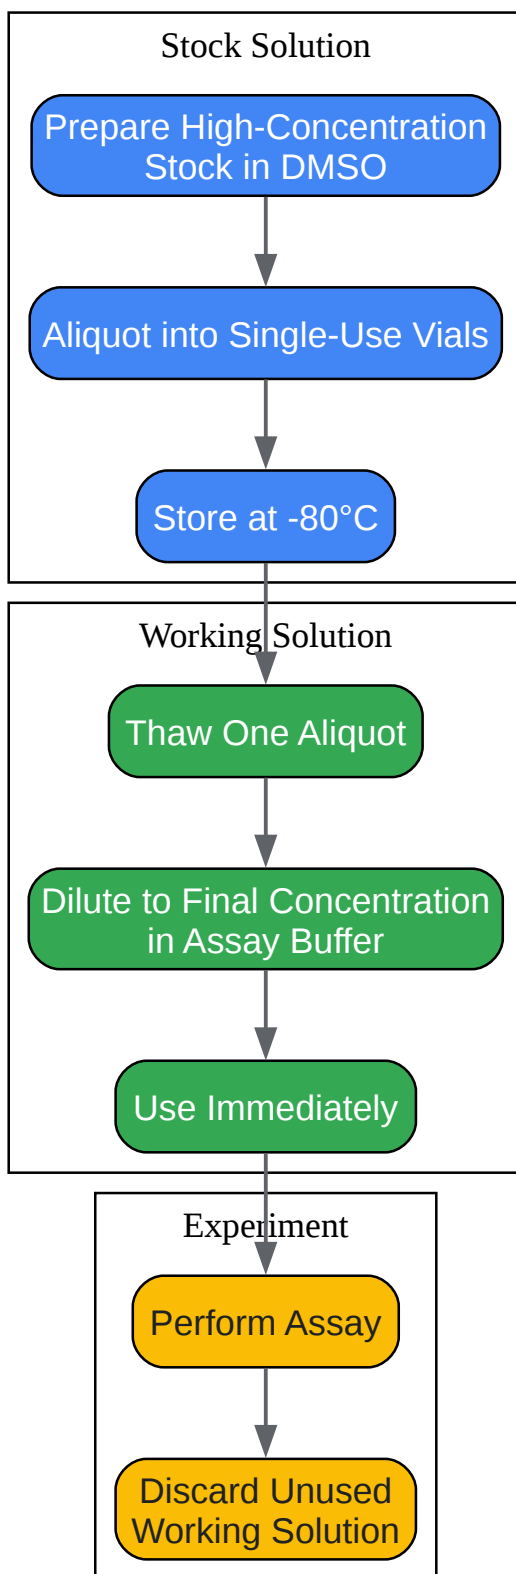 Stock Solution
Prepare High-Concentration
Stock in DMSO
Aliquot into Single-Use Vials
Store at -80°C
Working Solution
Thaw One Aliquot
Dilute to Final Concentration
in Assay Buffer
Use Immediately
Experiment
Perform Assay
Discard Unused
Working Solution